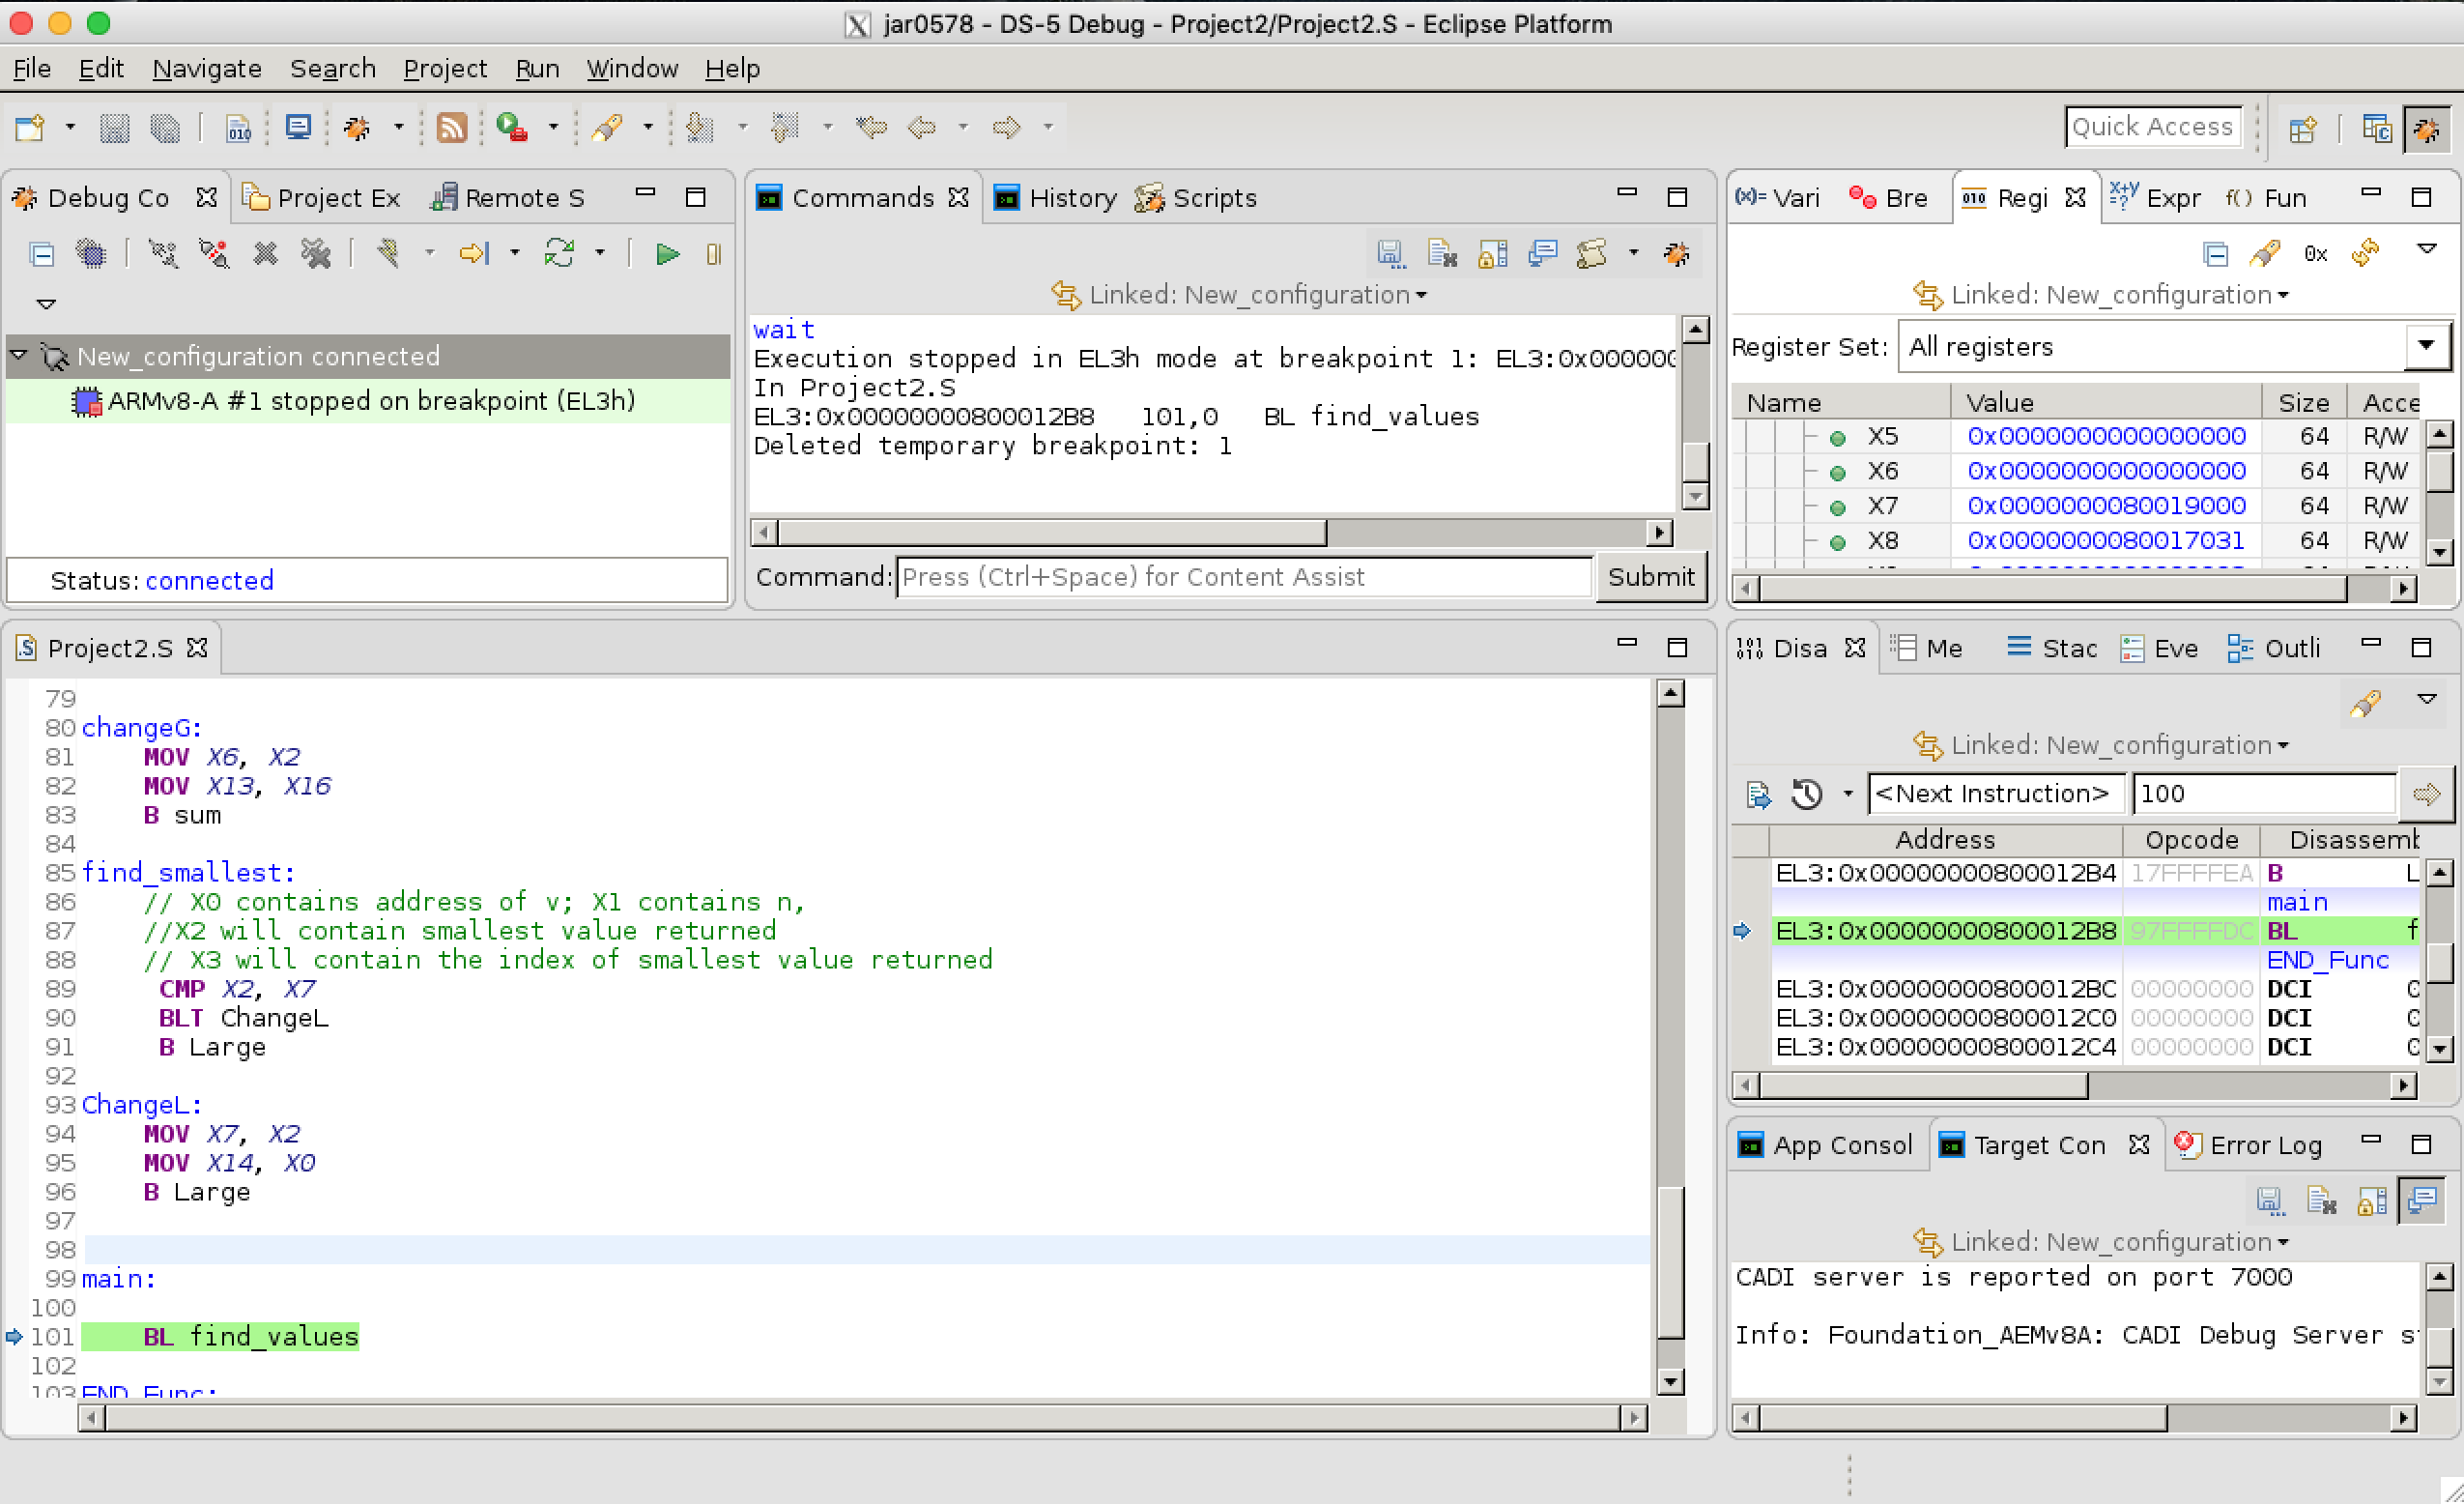 jar0578 - DS-5 Debug - Project2/Project2.S - Eclipse Platform
File Edit Navigate Search Project Run Window Help
Quick Access
Debug Co Project Ex Remote S
New_configuration connected
ARMv8-A #1 stopped on breakpoint (EL3h)
Status: connected
Commands History Scripts
Linked: New_configuration
wait
Execution stopped in EL3h mode at breakpoint 1: EL3:0x000000
In Project2.S
EL3:0x00000000800012B8 101,0 BL find_values
Deleted temporary breakpoint: 1
Command: Press (Ctrl+Space) for Content Assist Submit
(x)= Vari Bre Regi Expr f() Fun
0x
Linked: New_configuration
Register Set: All registers
Name Value Size Acce
X5 0x0000000000000000 64 R/W
X6 0x0000000000000000 64 R/W
X7 0x0000000080019000 64 R/W
X8 0x0000000080017031 64 R/W
Project2.S
79
80 changeG:
81 MOV X6, X2
82 MOV X13, X16
83 B sum
84
85 find_smallest:
86 // X0 contains address of v; X1 contains n,
87 //X2 will contain smallest value returned
88 // X3 will contain the index of smallest value returned
89 CMP X2, X7
90 BLT ChangeL
91 B Large
92
93 ChangeL:
94 MOV X7, X2
95 MOV X14, X0
96 B Large
97
98
99 main:
100
101 BL find_values
102
103 END_Func:
Disa Me Stac Eve Outli
Linked: New_configuration
<Next Instruction> 100
Address Opcode Disassemb
EL3:0x00000000800012B4 17FFFFEA B L
main
EL3:0x00000000800012B8 97FFFFDC BL f
END_Func
EL3:0x00000000800012BC 00000000 DCI 0
EL3:0x00000000800012C0 00000000 DCI 0
EL3:0x00000000800012C4 00000000 DCI 0
App Consol Target Con Error Log
Linked: New_configuration
CADI server is reported on port 7000
Info: Foundation_AEMv8A: CADI Debug Server s